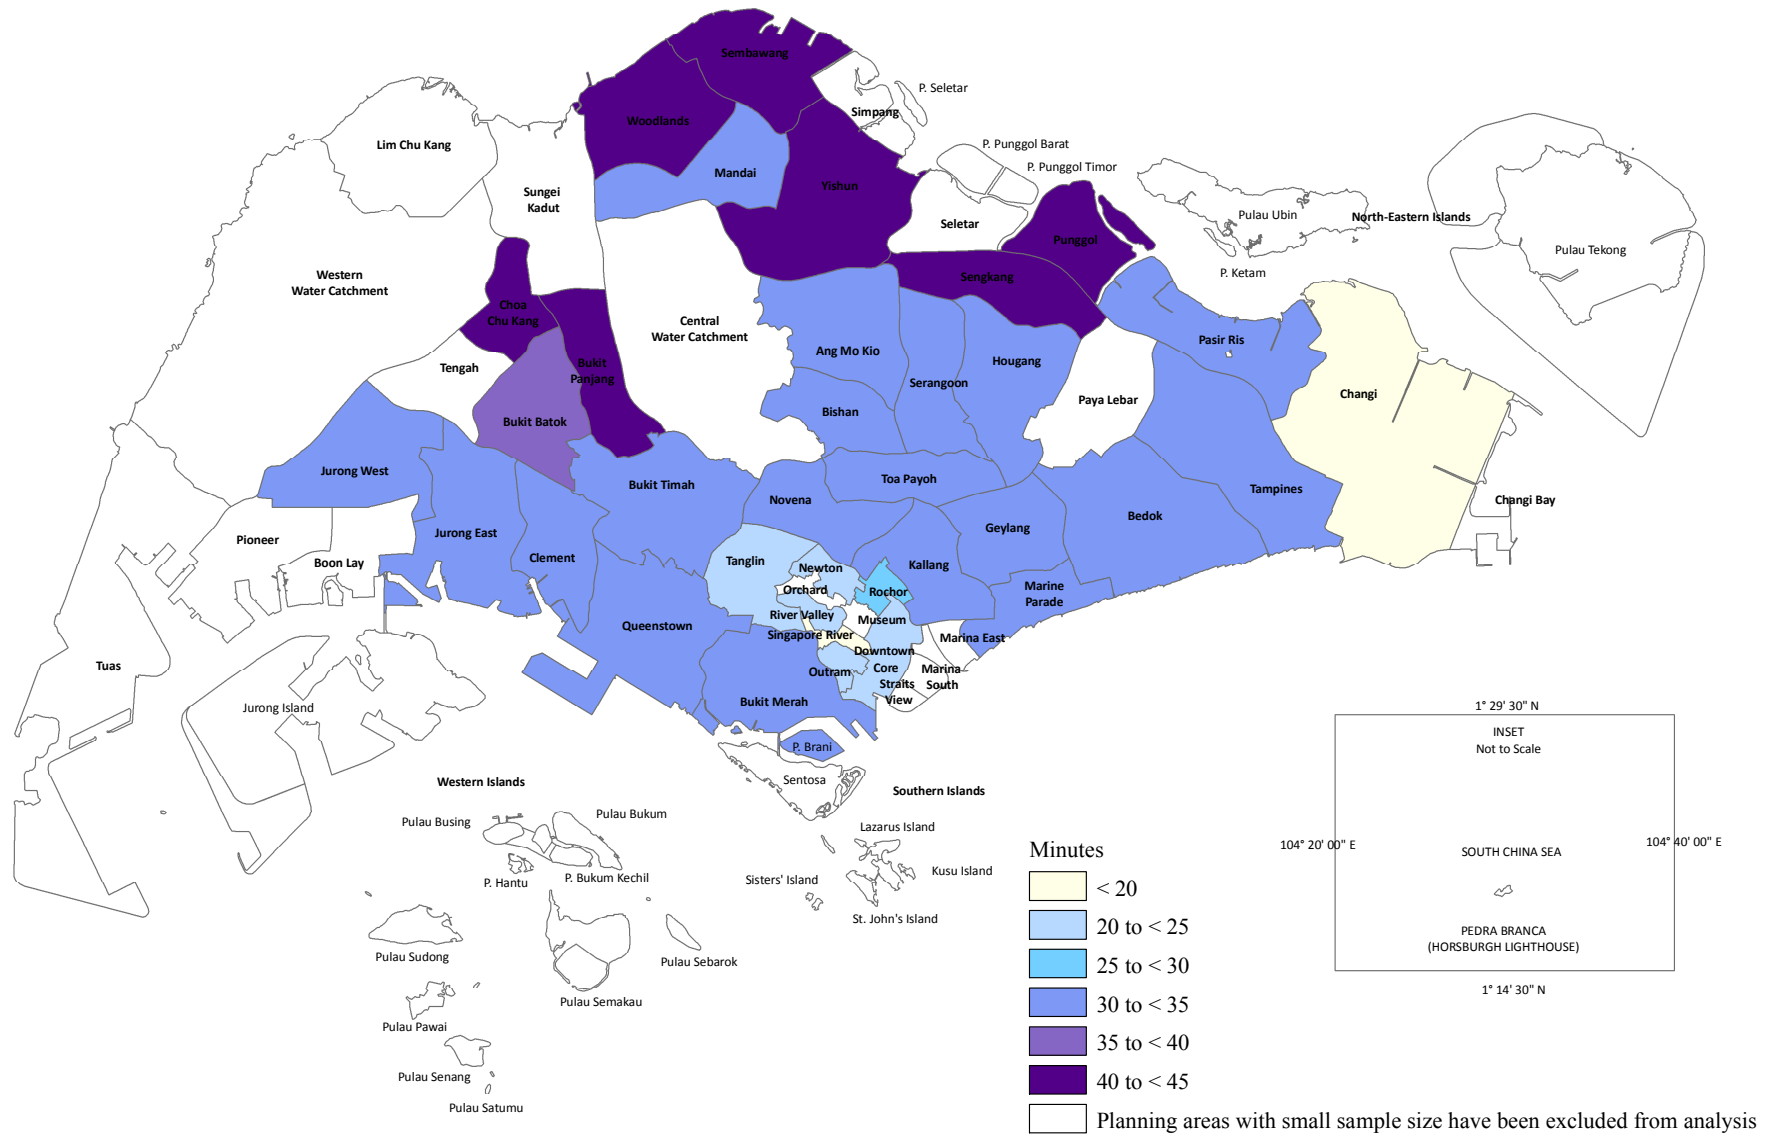 Sembawang
P. Seletar
Simpang
Woodlands
Lim Chu Kang
P. Punggol Barat
P. Punggol Timor
Mandai
Yishun
Sungei
Kadut
Pulau Ubin
North-Eastern Islands
Seletar
Punggol
Pulau Tekong
P. Ketam
Western
Water Catchment
Sengkang
Choa
Chu Kang
Central
Water Catchment
Pasir Ris
Ang Mo Kio
Hougang
Tengah
Bukit
Panjang
Serangoon
Changi
Paya Lebar
Bishan
Bukit Batok
Jurong West
Bukit Timah
Toa Payoh
Tampines
Novena
Changi Bay
Bedok
Geylang
Jurong East
Pioneer
Clement
Boon Lay
Tanglin
Newton
Kallang
Orchard
Rochor
Marine
Parade
River Valley
Museum
Queenstown
Singapore River
Marina East
Downtown
Core
Tuas
Outram
Marina
South
Straits
View
Bukit Merah
Jurong Island
P. Brani
Sentosa
Western Islands
Southern Islands
Pulau Bukum
Pulau Busing
Lazarus Island
P. Hantu
P. Bukum Kechil
Sisters' Island
Kusu Island
St. John's Island
Pulau Sudong
Pulau Sebarok
Pulau Semakau
Pulau Pawai
Pulau Senang
Pulau Satumu
1° 29' 30" N
INSET
Not to Scale
104° 20' 00" E
104° 40' 00" E
SOUTH CHINA SEA
PEDRA BRANCA
(HORSBURGH LIGHTHOUSE)
1° 14' 30" N
Minutes
< 20
20 to < 25
25 to < 30
30 to < 35
35 to < 40
40 to < 45
Planning areas with small sample size have been excluded from analysis